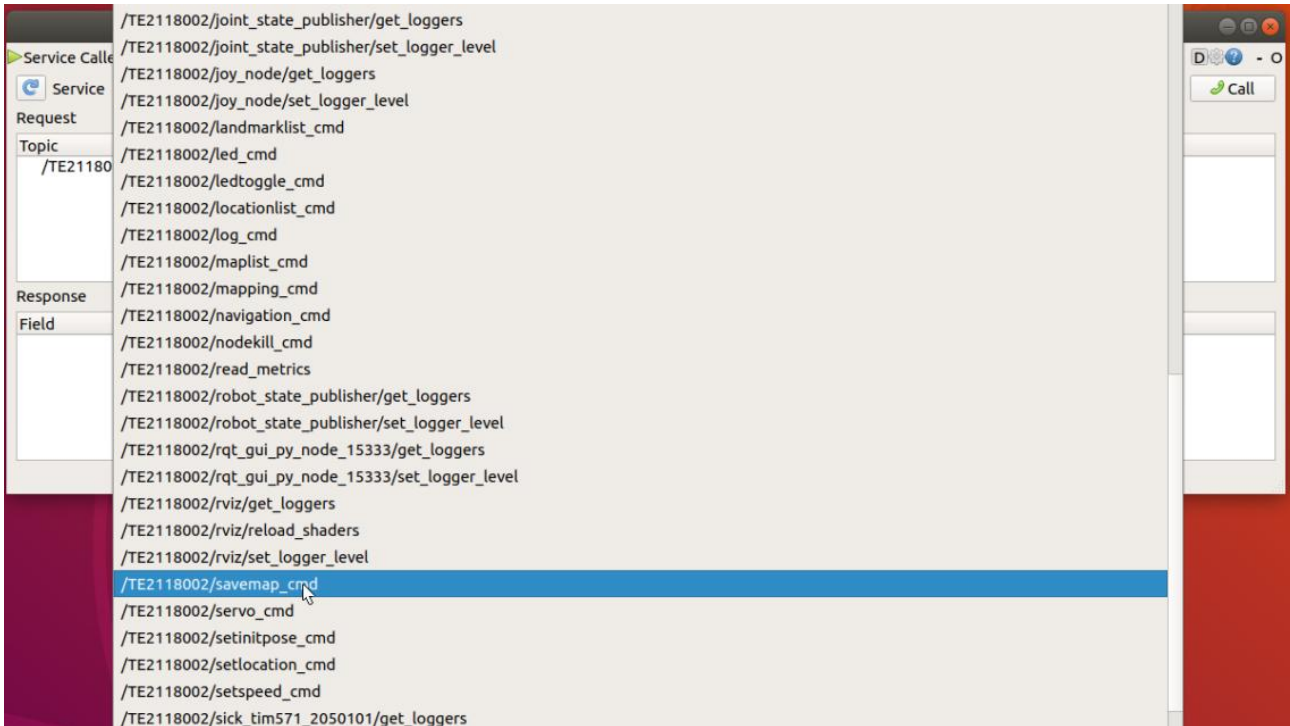 /TE2118002/joint_state_publisher/get_loggers
/TE2118002/joint_state_publisher/set_logger_level
/TE2118002/joy_node/get_loggers
/TE2118002/joy_node/set_logger_level
/TE2118002/landmarklist_cmd
/TE2118002/led_cmd
/TE2118002/ledtoggle_cmd
/TE2118002/locationlist_cmd
/TE2118002/log_cmd
/TE2118002/maplist_cmd
/TE2118002/mapping_cmd
/TE2118002/navigation_cmd
/TE2118002/nodekill_cmd
/TE2118002/read_metrics
/TE2118002/robot_state_publisher/get_loggers
/TE2118002/robot_state_publisher/set_logger_level
/TE2118002/rqt_gui_py_node_15333/get_loggers
/TE2118002/rqt_gui_py_node_15333/set_logger_level
/TE2118002/rviz/get_loggers
/TE2118002/rviz/reload_shaders
/TE2118002/rviz/set_logger_level
/TE2118002/savemap_cmd
/TE2118002/servo_cmd
/TE2118002/setinitpose_cmd
/TE2118002/setlocation_cmd
/TE2118002/setspeed_cmd
/TE2118002/sick_tim571_2050101/get_loggers
Service Calle
Service
Request
Topic
/TE21180
Response
Field
D ? - O
Call